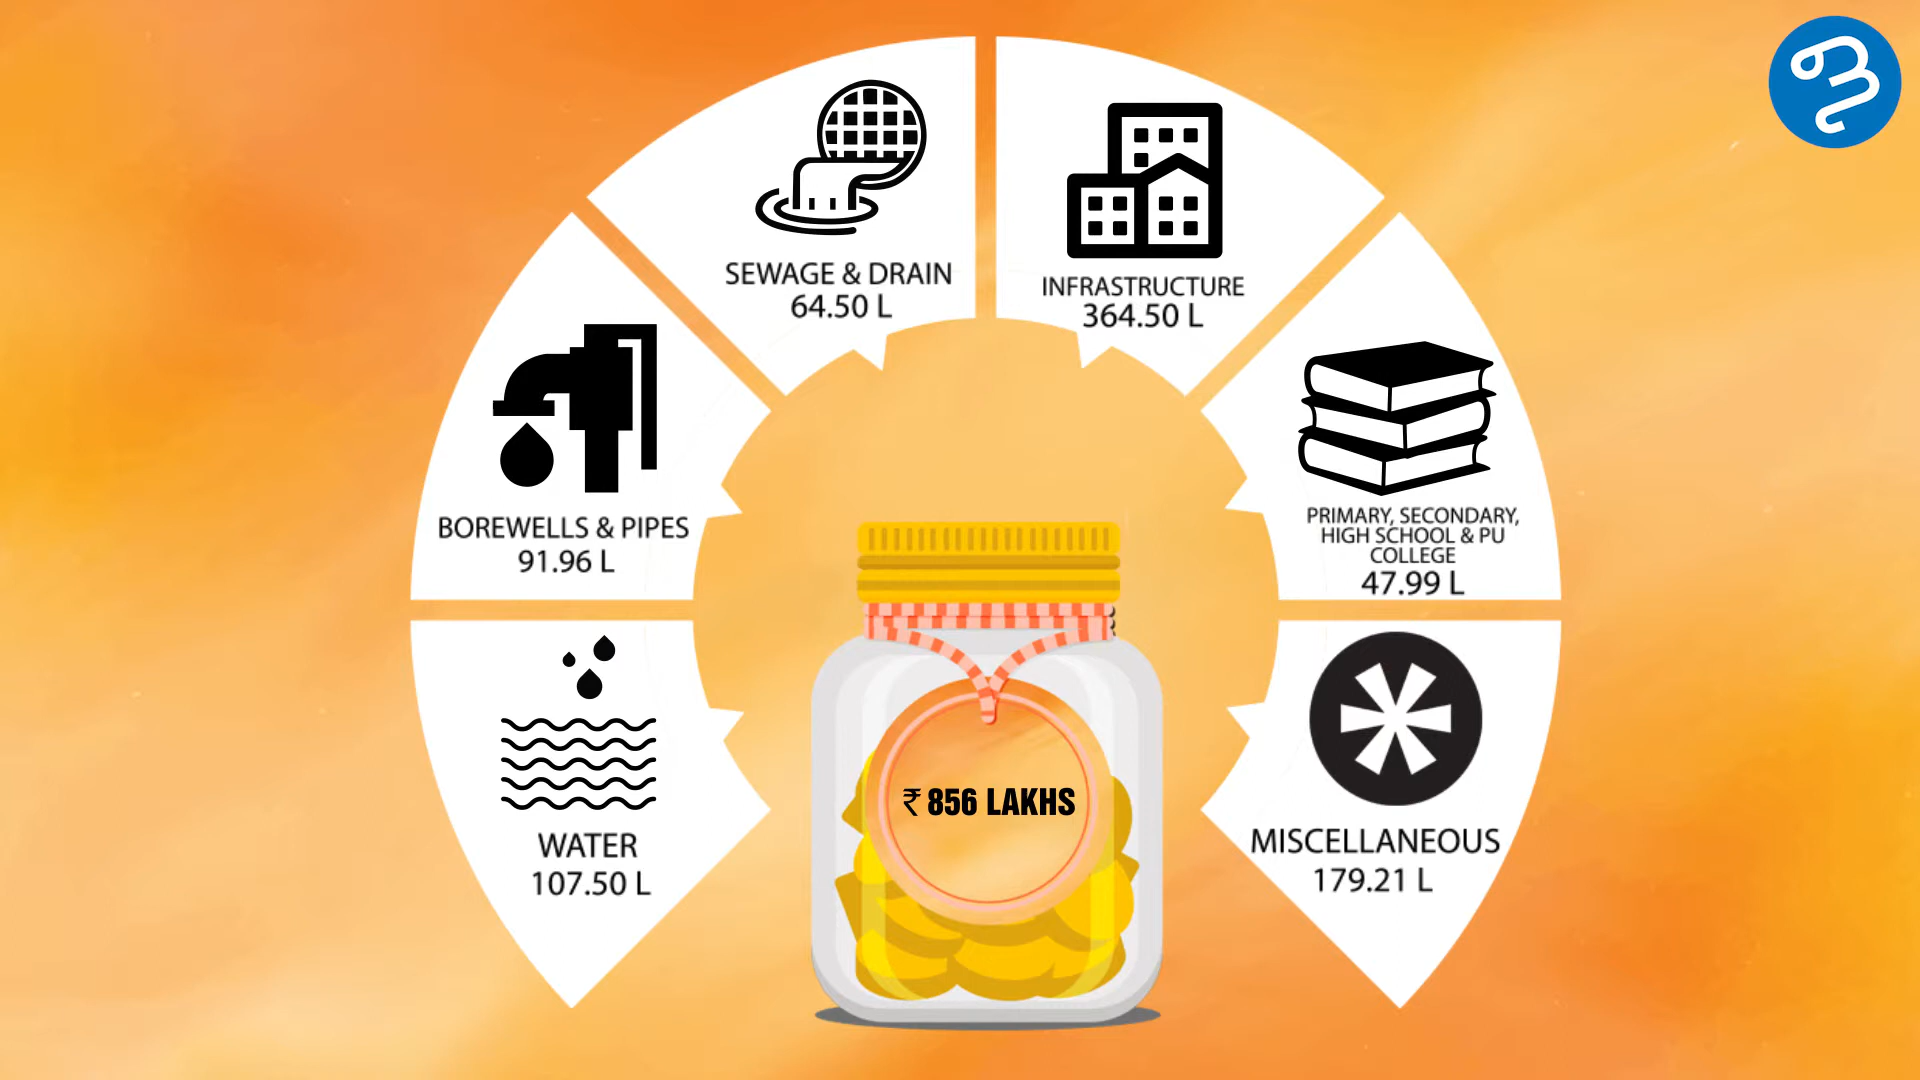 SEWAGE & DRAIN
64.50 L
INFRASTRUCTURE
364.50 L
BOREWELLS & PIPES
91.96 L
PRIMARY, SECONDARY,
HIGH SCHOOL & PU
COLLEGE
47.99 L
WATER
107.50 L
₹ 856 LAKHS
MISCELLANEOUS
179.21 L